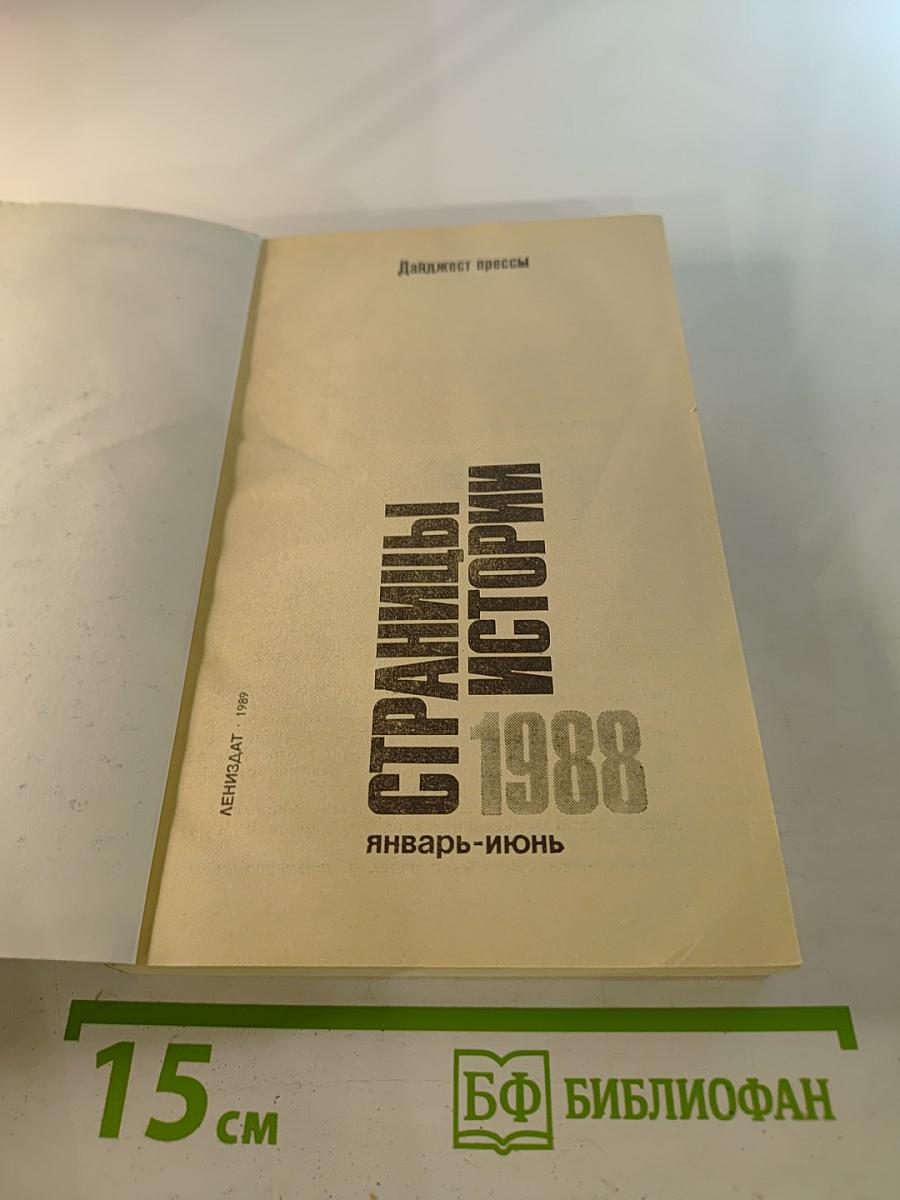 Дайджест прессы
СТРАНИЦЫ
ИСТОРИИ
1988
январь-июнь
ЛЕНИЗДАТ · 1989
15 см
БФ БИБЛИОФАН